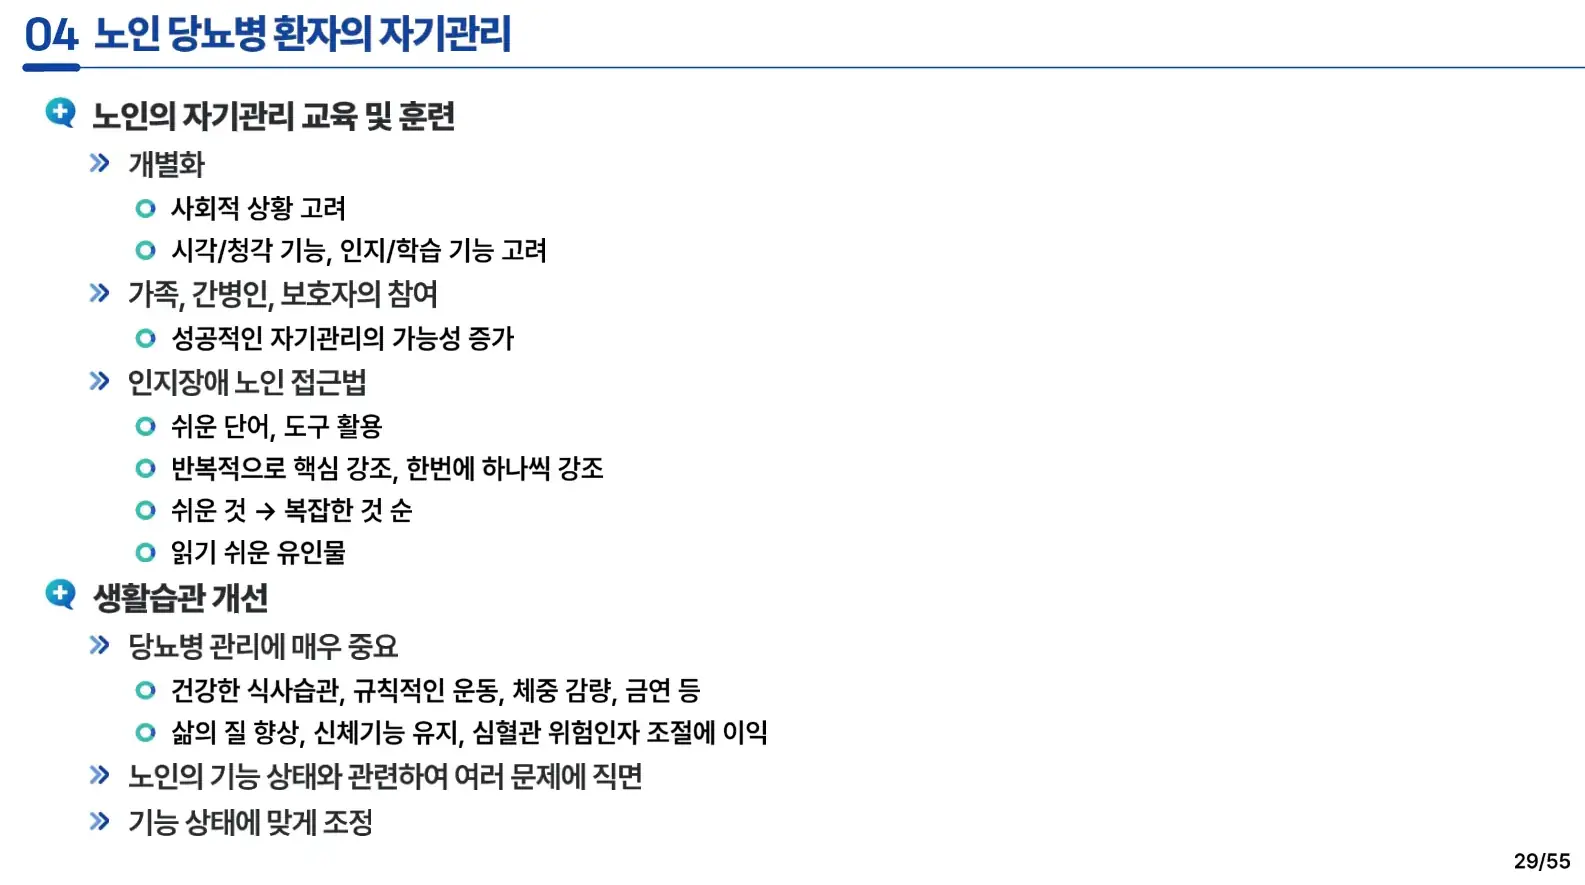 04 노인 당뇨병 환자의 자기관리
노인의 자기관리 교육 및 훈련
개별화
사회적 상황 고려
시각/청각 기능, 인지/학습 기능 고려
가족, 간병인, 보호자의 참여
성공적인 자기관리의 가능성 증가
인지장애 노인 접근법
쉬운 단어, 도구 활용
반복적으로 핵심 강조, 한번에 하나씩 강조
쉬운 것 → 복잡한 것 순
읽기 쉬운 유인물
생활습관 개선
당뇨병 관리에 매우 중요
건강한 식사습관, 규칙적인 운동, 체중 감량, 금연 등
삶의 질 향상, 신체기능 유지, 심혈관 위험인자 조절에 이익
노인의 기능 상태와 관련하여 여러 문제에 직면
기능 상태에 맞게 조정
29/55